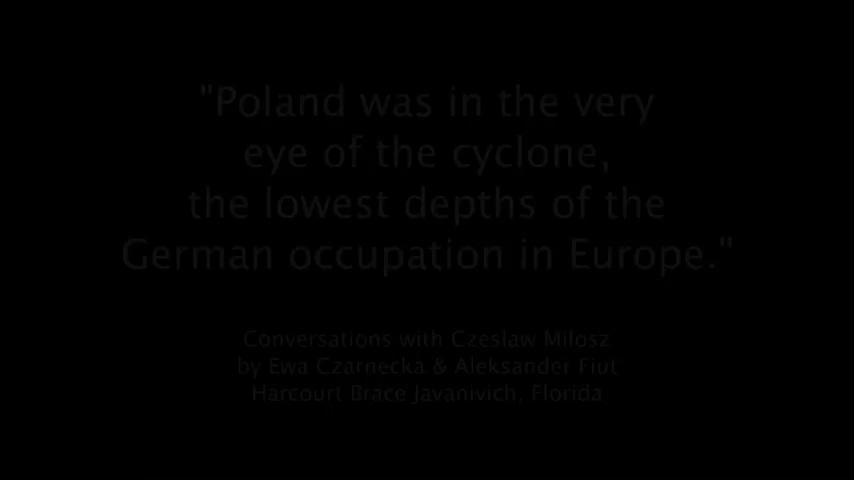 "Poland was in the very
eye of the cyclone,
the lowest depths of the
German occupation in Europe."
Conversations with Czeslaw Milosz
by Ewa Czarnecka & Aleksander Fiut
Harcourt Brace Javanivich, Florida